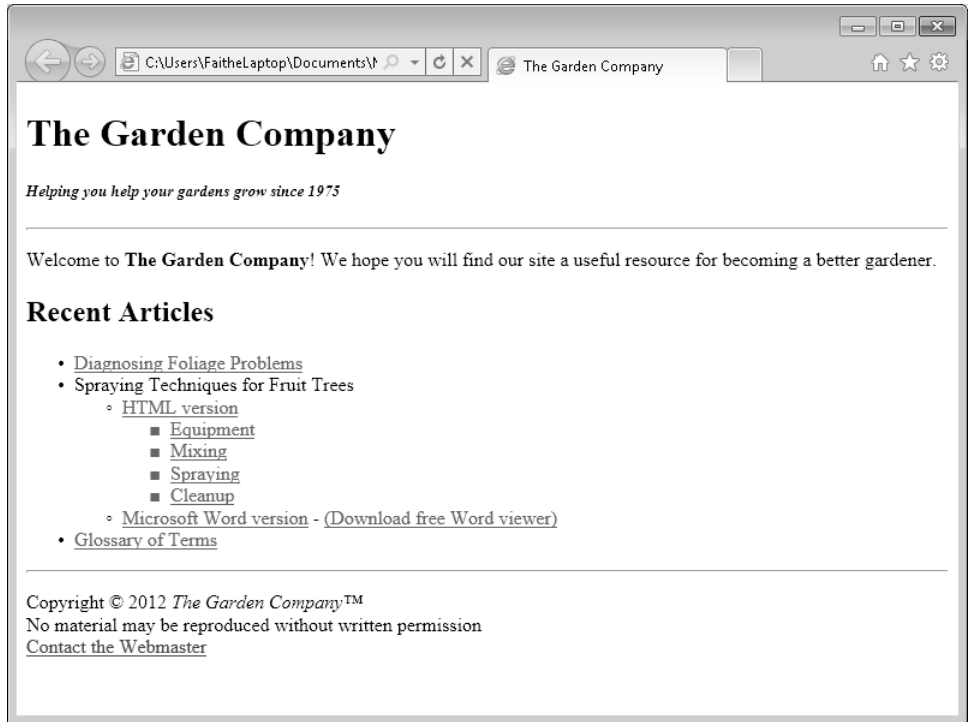 C:\Users\FaitheLaptop\Documents\
The Garden Company
The Garden Company
Helping you help your gardens grow since 1975
Welcome to The Garden Company! We hope you will find our site a useful resource for becoming a better gardener.
Recent Articles
• Diagnosing Foliage Problems
• Spraying Techniques for Fruit Trees
◦ HTML version
▪ Equipment
▪ Mixing
▪ Spraying
▪ Cleanup
◦ Microsoft Word version - (Download free Word viewer)
• Glossary of Terms
Copyright © 2012 The Garden Company™
No material may be reproduced without written permission
Contact the Webmaster